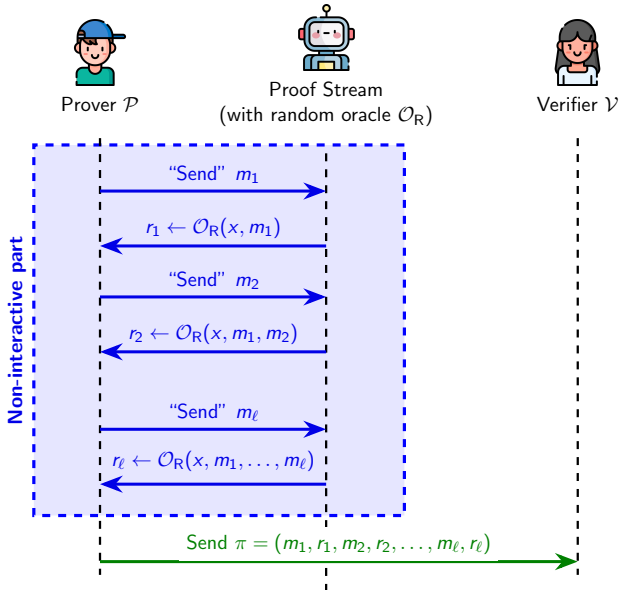 Prover 𝒫
Proof Stream
(with random oracle 𝒪_R)
Verifier 𝒱
Non-interactive part
“Send” m_1
r_1 ← 𝒪_R(x, m_1)
“Send” m_2
r_2 ← 𝒪_R(x, m_1, m_2)
“Send” m_ℓ
r_ℓ ← 𝒪_R(x, m_1, . . . , m_ℓ)
Send π = (m_1, r_1, m_2, r_2, . . . , m_ℓ, r_ℓ)